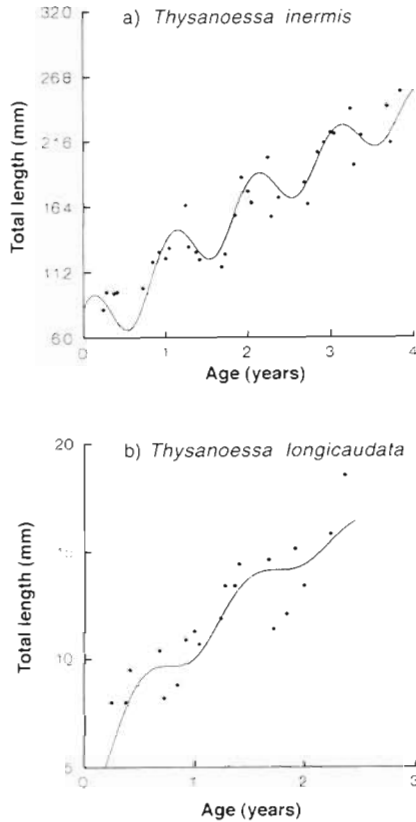 a) Thysanoessa inermis
Total length (mm)
320
268
216
164
112
60
0 1 2 3 4
Age (years)
b) Thysanoessa longicaudata
Total length (mm)
20
15
10
5
0 1 2 3
Age (years)